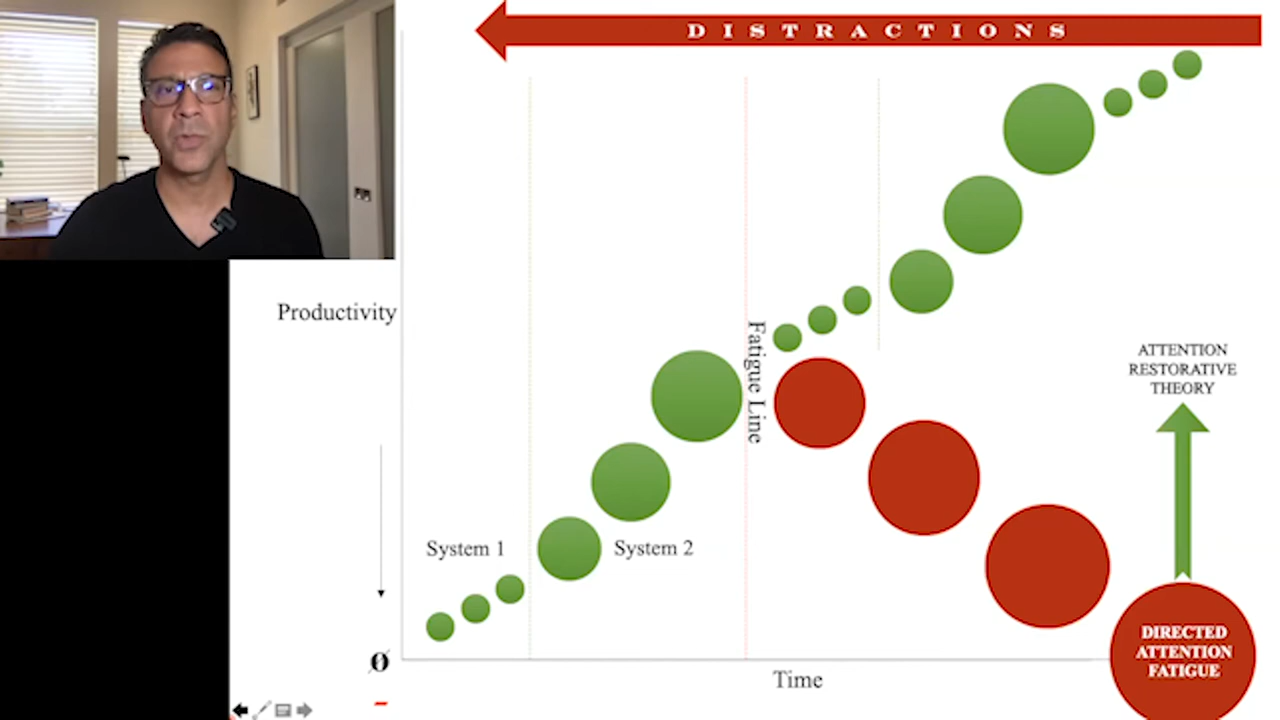 DISTRACTIONS
Productivity
Fatigue Line
ATTENTION
RESTORATIVE
THEORY
System 1
System 2
DIRECTED
ATTENTION
FATIGUE
0
-
Time